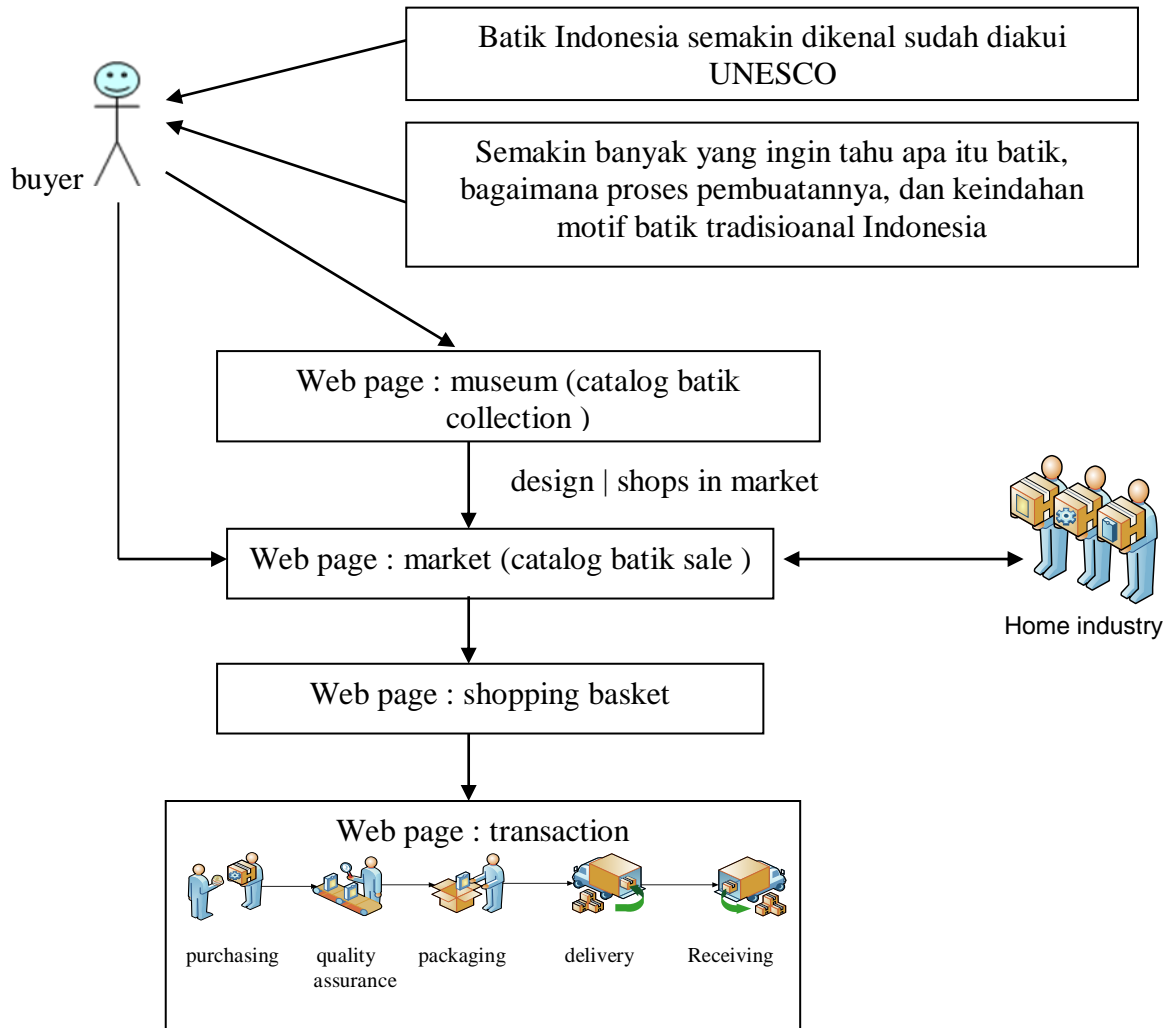 Batik Indonesia semakin dikenal sudah diakui
UNESCO
Semakin banyak yang ingin tahu apa itu batik,
bagaimana proses pembuatannya, dan keindahan
motif batik tradisioanal Indonesia
buyer
Web page : museum (catalog batik
collection )
design | shops in market
Web page : market (catalog batik sale )
Home industry
Web page : shopping basket
Web page : transaction
purchasing
quality
assurance
packaging
delivery
Receiving